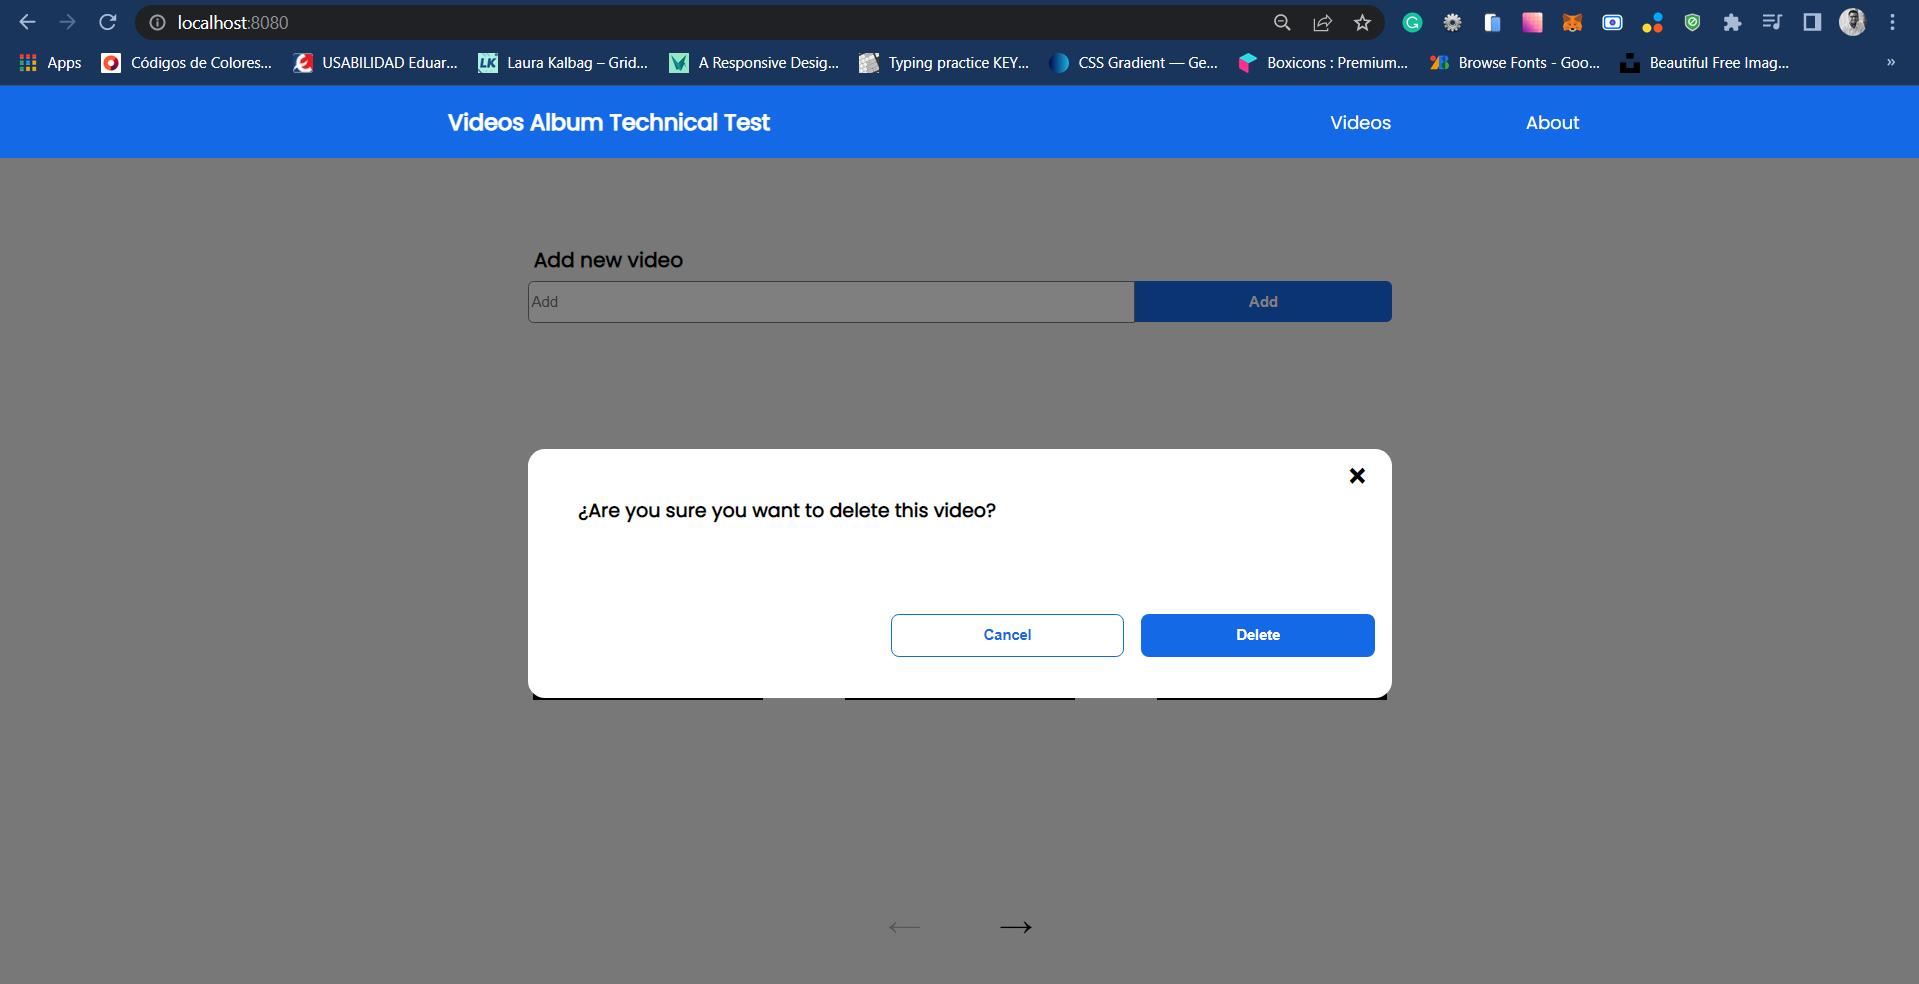 localhost:8080
Apps
Códigos de Colores...
USABILIDAD Eduar...
LK
Laura Kalbag – Grid...
A Responsive Desig...
Typing practice KEY...
CSS Gradient — Ge...
Boxicons : Premium...
Browse Fonts - Goo...
Beautiful Free Imag...
»
Videos Album Technical Test
Videos
About
Add new video
Add
Add
¿Are you sure you want to delete this video?
Cancel
Delete